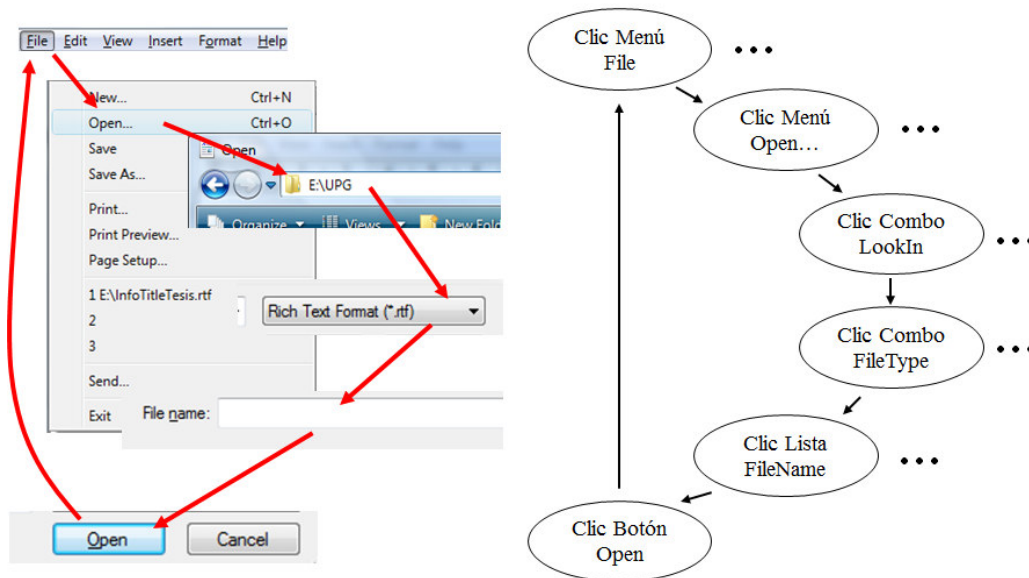 File Edit View Insert Format Help
New... Ctrl+N
Open... Ctrl+O
Save
Save As...
Print...
Print Preview...
Page Setup...
1 E:\InfoTitleTesis.rtf
2
3
Send...
Exit
Open
E:\UPG
Organize Views New Fold
Rich Text Format (*.rtf)
File name:
Open Cancel
Clic Menú
File
Clic Menú
Open…
Clic Combo
LookIn
Clic Combo
FileType
Clic Lista
FileName
Clic Botón
Open